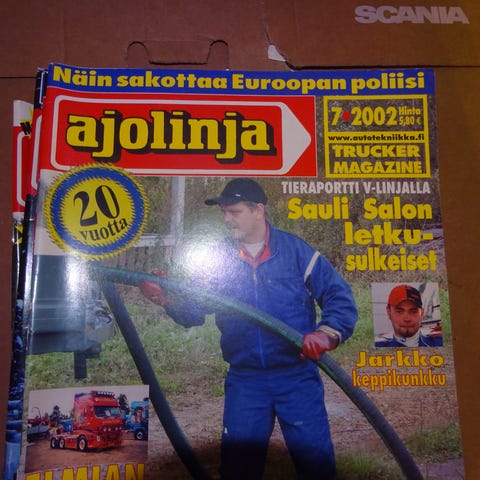 SCANIA
Näin sakottaa Euroopan poliisi
ajolinja
7•2002 Hinta 5,80 €
www.autotekniikka.fi
TRUCKER
MAGAZINE
20
vuotta
TIERAPORTTI V-LINJALLA
Sauli Salon
letku-
sulkeiset
Jarkko
keppikunkku
ELMIAN